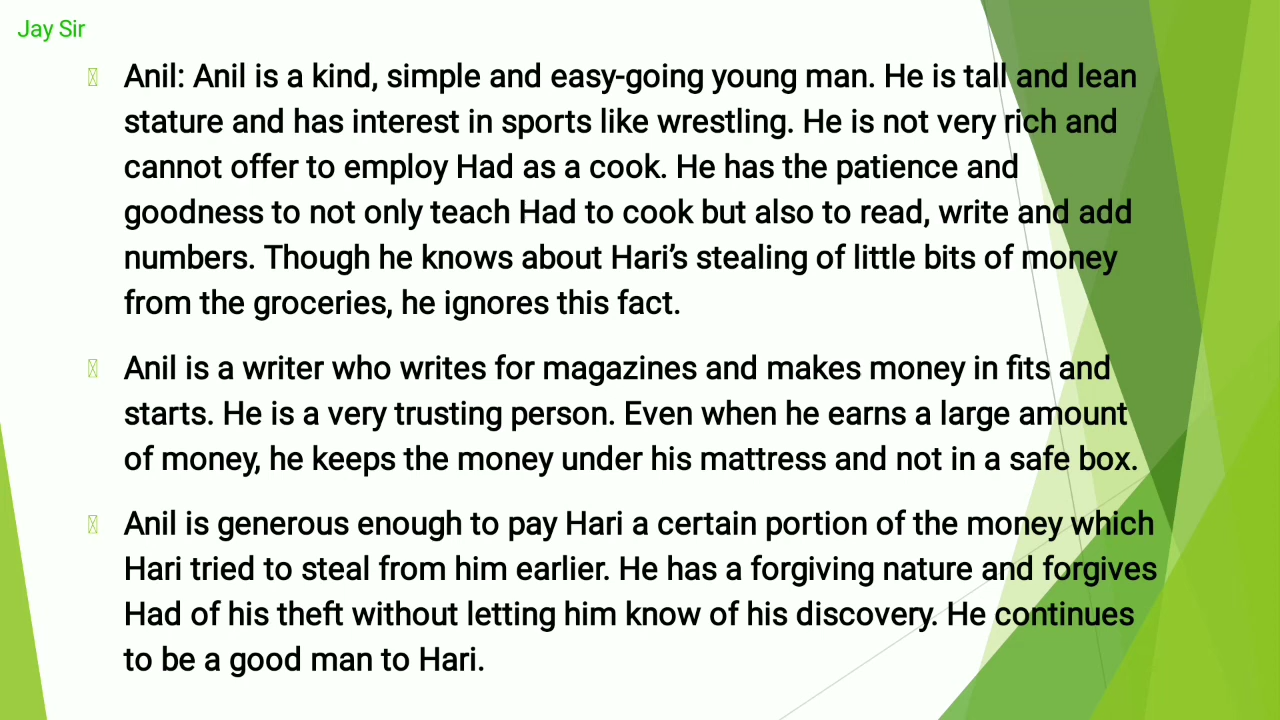 Jay Sir
Anil: Anil is a kind, simple and easy-going young man. He is tall and lean
stature and has interest in sports like wrestling. He is not very rich and
cannot offer to employ Had as a cook. He has the patience and
goodness to not only teach Had to cook but also to read, write and add
numbers. Though he knows about Hari’s stealing of little bits of money
from the groceries, he ignores this fact.
Anil is a writer who writes for magazines and makes money in fits and
starts. He is a very trusting person. Even when he earns a large amount
of money, he keeps the money under his mattress and not in a safe box.
Anil is generous enough to pay Hari a certain portion of the money which
Hari tried to steal from him earlier. He has a forgiving nature and forgives
Had of his theft without letting him know of his discovery. He continues
to be a good man to Hari.